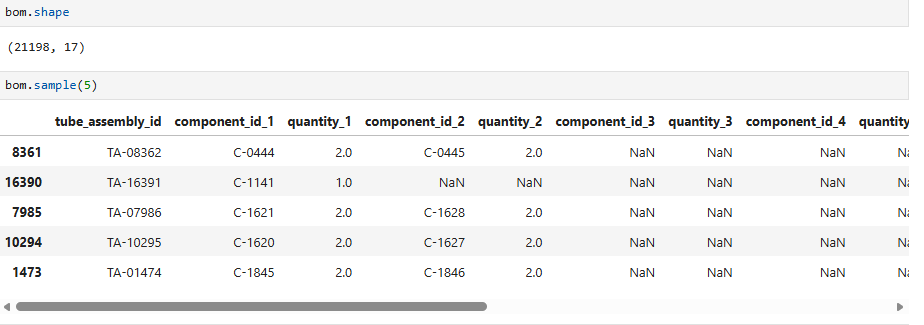 bom.shape
(21198, 17)
bom.sample(5)
tube_assembly_id component_id_1 quantity_1 component_id_2 quantity_2 component_id_3 quantity_3 component_id_4 quantity_
8361 TA-08362 C-0444 2.0 C-0445 2.0 NaN NaN NaN Na
16390 TA-16391 C-1141 1.0 NaN NaN NaN NaN NaN Na
7985 TA-07986 C-1621 2.0 C-1628 2.0 NaN NaN NaN Na
10294 TA-10295 C-1620 2.0 C-1627 2.0 NaN NaN NaN Na
1473 TA-01474 C-1845 2.0 C-1846 2.0 NaN NaN NaN Na